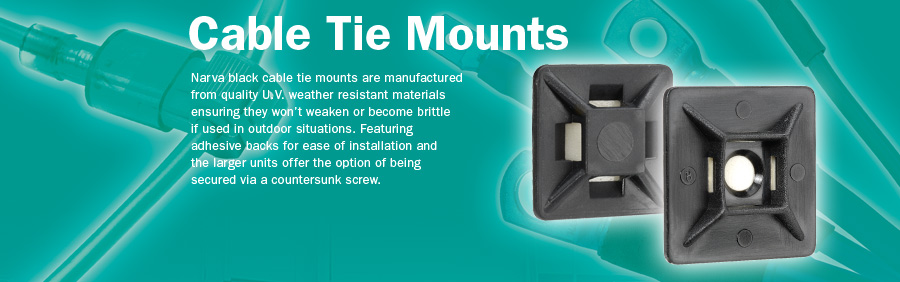 Cable Tie Mounts
Narva black cable tie mounts are manufactured
from quality U.V. weather resistant materials
ensuring they won't weaken or become brittle
if used in outdoor situations. Featuring
adhesive backs for ease of installation and
the larger units offer the option of being
secured via a countersunk screw.